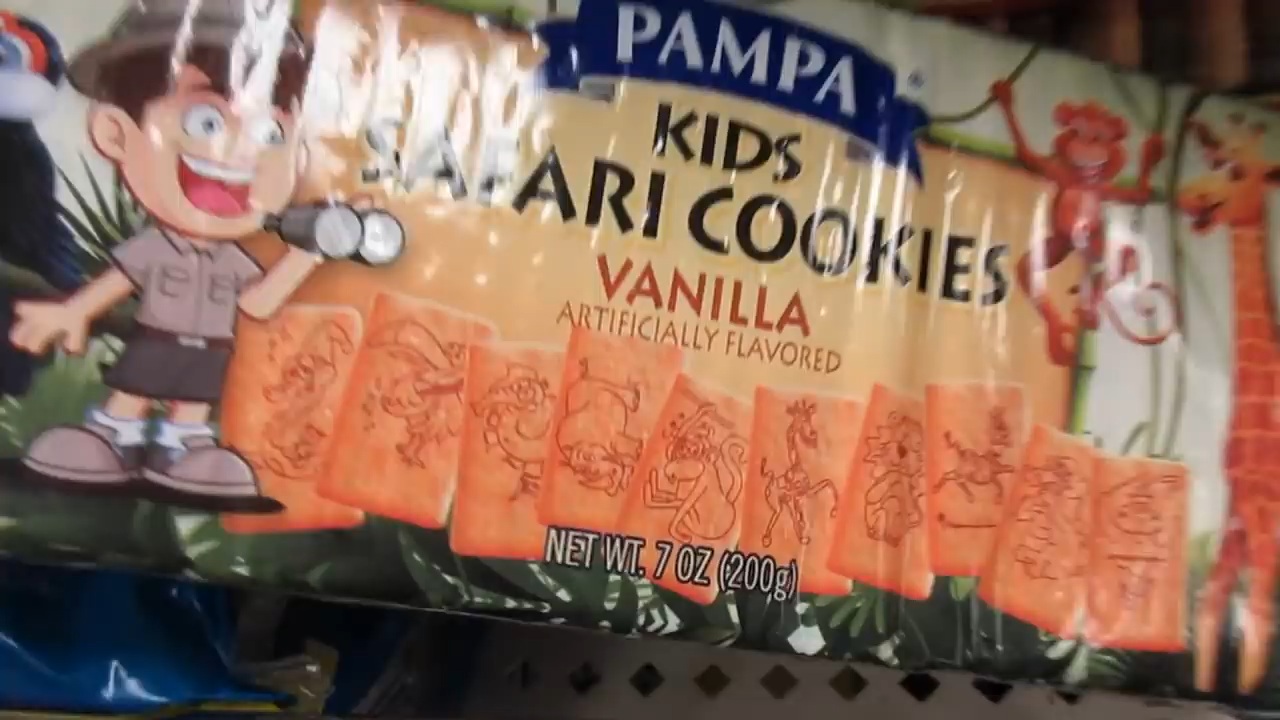 PAMPA
KIDS
SAFARI COOKIES
VANILLA
ARTIFICIALLY FLAVORED
NET WT. 7 OZ (200g)